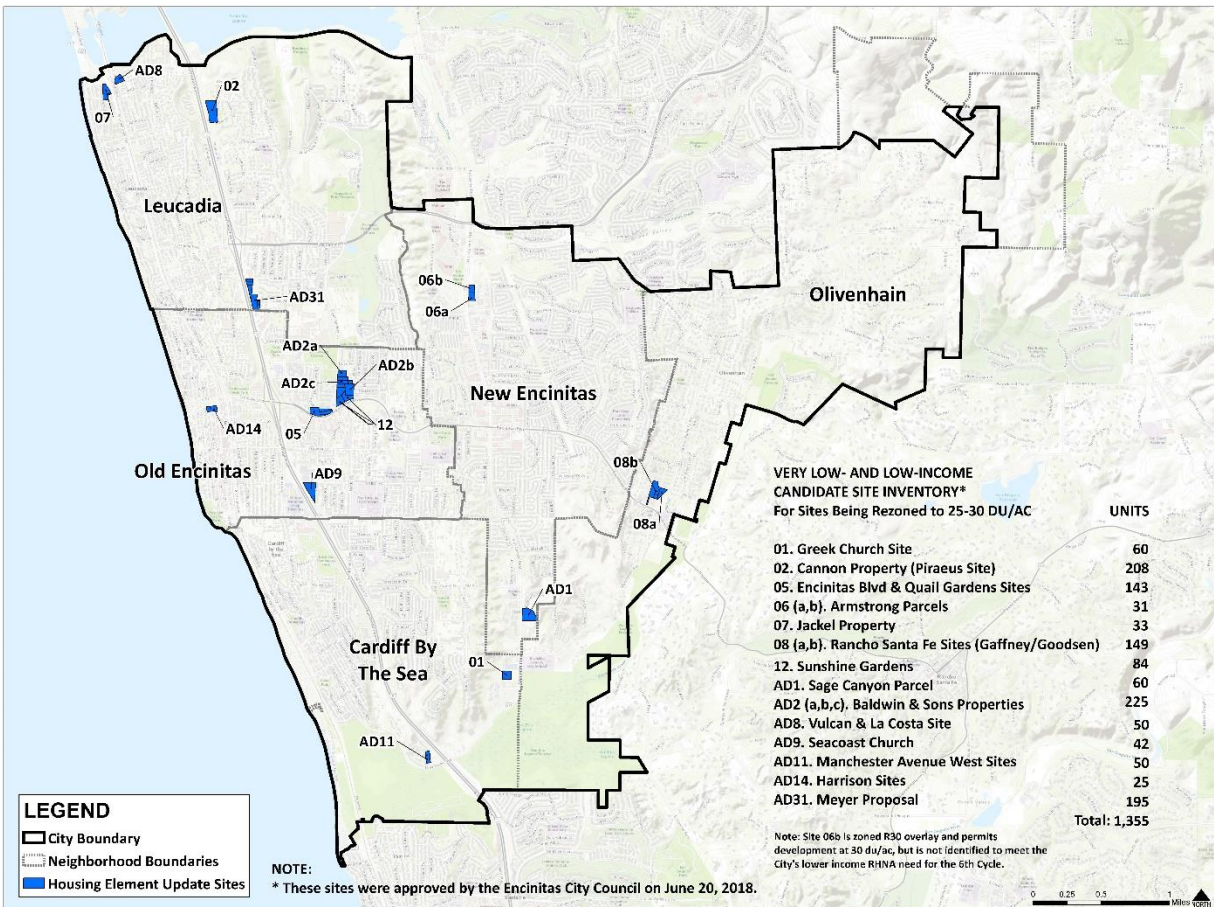 AD8
02
07
Leucadia
06b
06a
AD31
Olivenhain
AD2a
AD2b
AD2c
New Encinitas
12
05
AD14
Old Encinitas
AD9
08b
08a
VERY LOW- AND LOW-INCOME
CANDIDATE SITE INVENTORY*
For Sites Being Rezoned to 25-30 DU/AC UNITS
01. Greek Church Site 60
02. Cannon Property (Piraeus Site) 208
05. Encinitas Blvd & Quail Gardens Sites 143
06 (a,b). Armstrong Parcels 31
07. Jackel Property 33
08 (a,b). Rancho Santa Fe Sites (Gaffney/Goodsen) 149
12. Sunshine Gardens 84
AD1. Sage Canyon Parcel 60
AD2 (a,b,c). Baldwin & Sons Properties 225
AD8. Vulcan & La Costa Site 50
AD9. Seacoast Church 42
AD11. Manchester Avenue West Sites 50
AD14. Harrison Sites 25
AD31. Meyer Proposal 195
Total: 1,355
Note: Site 06b is zoned R30 overlay and permits
development at 30 du/ac, but is not identified to meet the
City's lower income RHNA need for the 6th Cycle.
AD1
Cardiff By
The Sea
01
AD11
LEGEND
City Boundary
Neighborhood Boundaries
Housing Element Update Sites
NOTE:
* These sites were approved by the Encinitas City Council on June 20, 2018.
0 0.25 0.5 1
Miles
NORTH